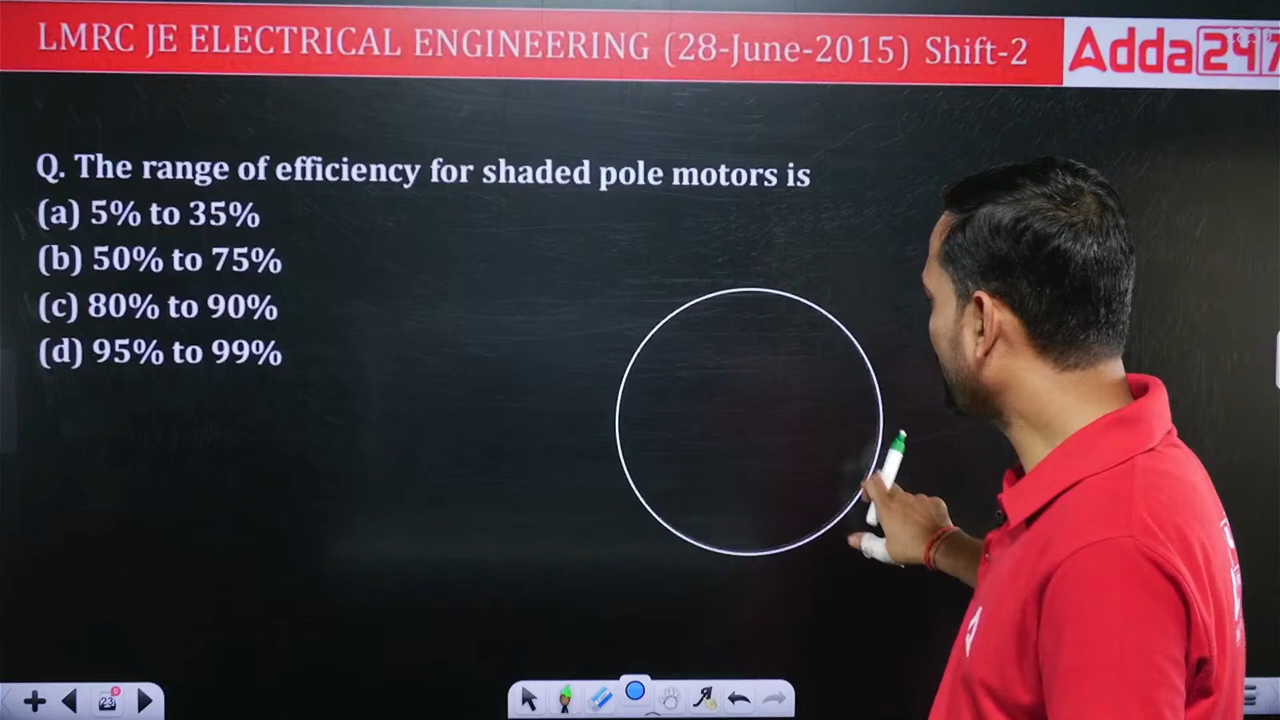 LMRC JE ELECTRICAL ENGINEERING (28-June-2015) Shift-2
Adda247
Q. The range of efficiency for shaded pole motors is
(a) 5% to 35%
(b) 50% to 75%
(c) 80% to 90%
(d) 95% to 99%
23